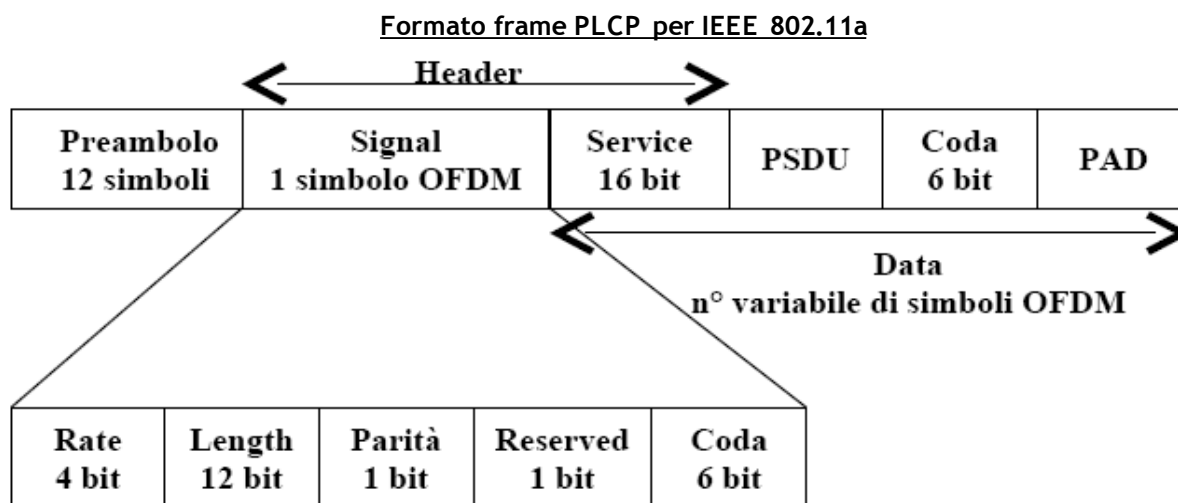 Formato frame PLCP per IEEE 802.11a
Header
Preambolo
12 simboli
Signal
1 simbolo OFDM
Service
16 bit
PSDU
Coda
6 bit
PAD
Data
n° variabile di simboli OFDM
Rate
4 bit
Length
12 bit
Parità
1 bit
Reserved
1 bit
Coda
6 bit